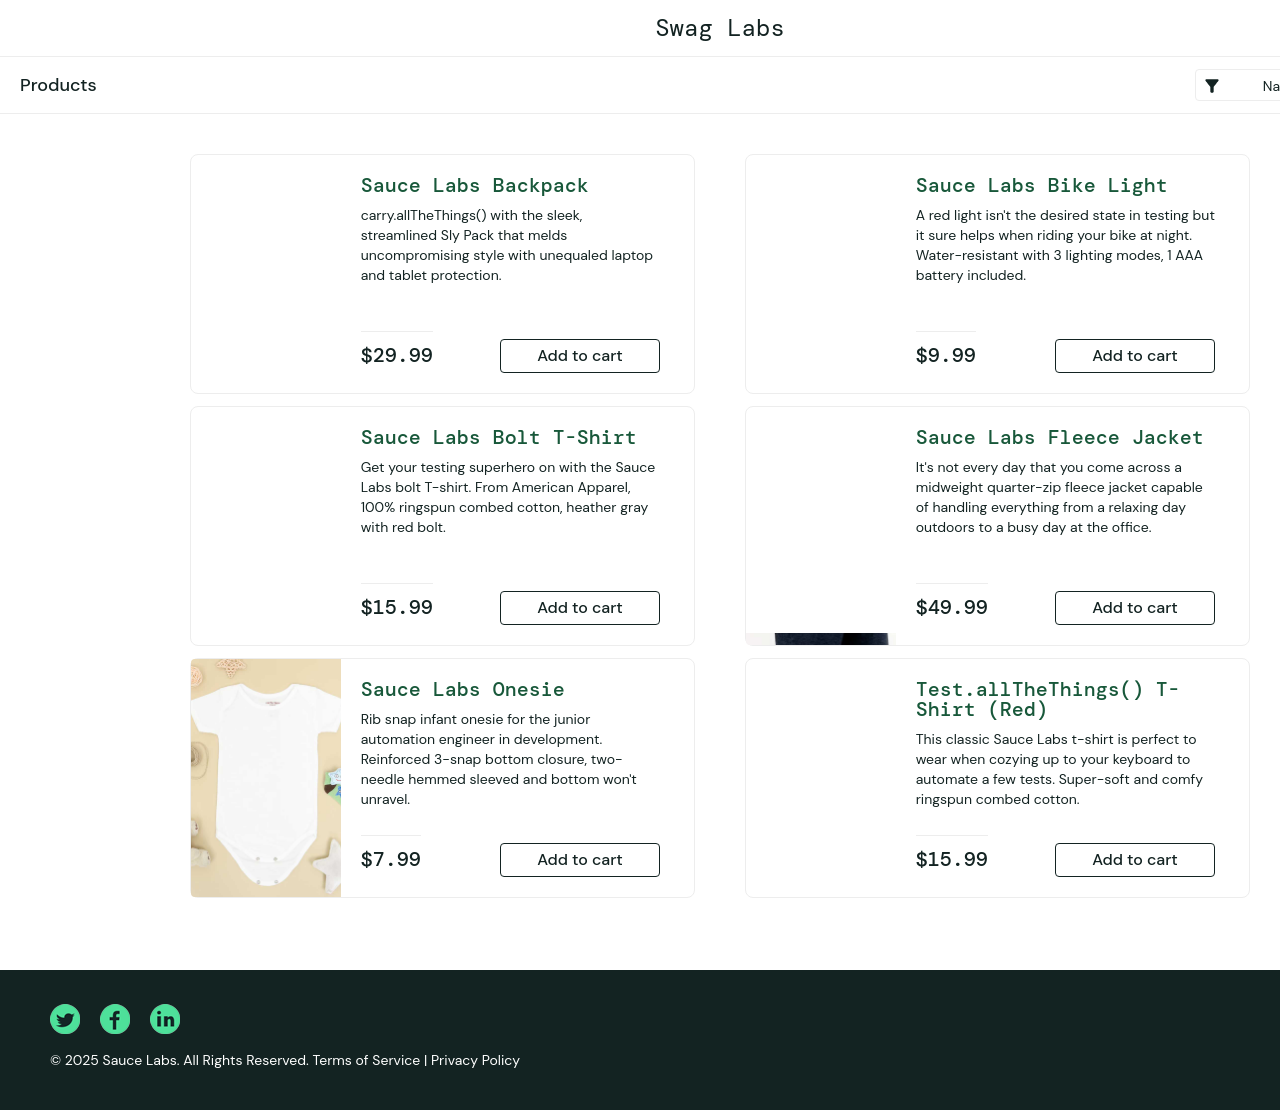 Swag Labs
Products
Na
Sauce Labs Backpack
carry.allTheThings() with the sleek,
streamlined Sly Pack that melds
uncompromising style with unequaled laptop
and tablet protection.
$29.99
Add to cart
Sauce Labs Bike Light
A red light isn't the desired state in testing but
it sure helps when riding your bike at night.
Water-resistant with 3 lighting modes, 1 AAA
battery included.
$9.99
Add to cart
Sauce Labs Bolt T-Shirt
Get your testing superhero on with the Sauce
Labs bolt T-shirt. From American Apparel,
100% ringspun combed cotton, heather gray
with red bolt.
$15.99
Add to cart
Sauce Labs Fleece Jacket
It's not every day that you come across a
midweight quarter-zip fleece jacket capable
of handling everything from a relaxing day
outdoors to a busy day at the office.
$49.99
Add to cart
Sauce Labs Onesie
Rib snap infant onesie for the junior
automation engineer in development.
Reinforced 3-snap bottom closure, two-
needle hemmed sleeved and bottom won't
unravel.
$7.99
Add to cart
Test.allTheThings() T-
Shirt (Red)
This classic Sauce Labs t-shirt is perfect to
wear when cozying up to your keyboard to
automate a few tests. Super-soft and comfy
ringspun combed cotton.
$15.99
Add to cart
© 2025 Sauce Labs. All Rights Reserved. Terms of Service | Privacy Policy